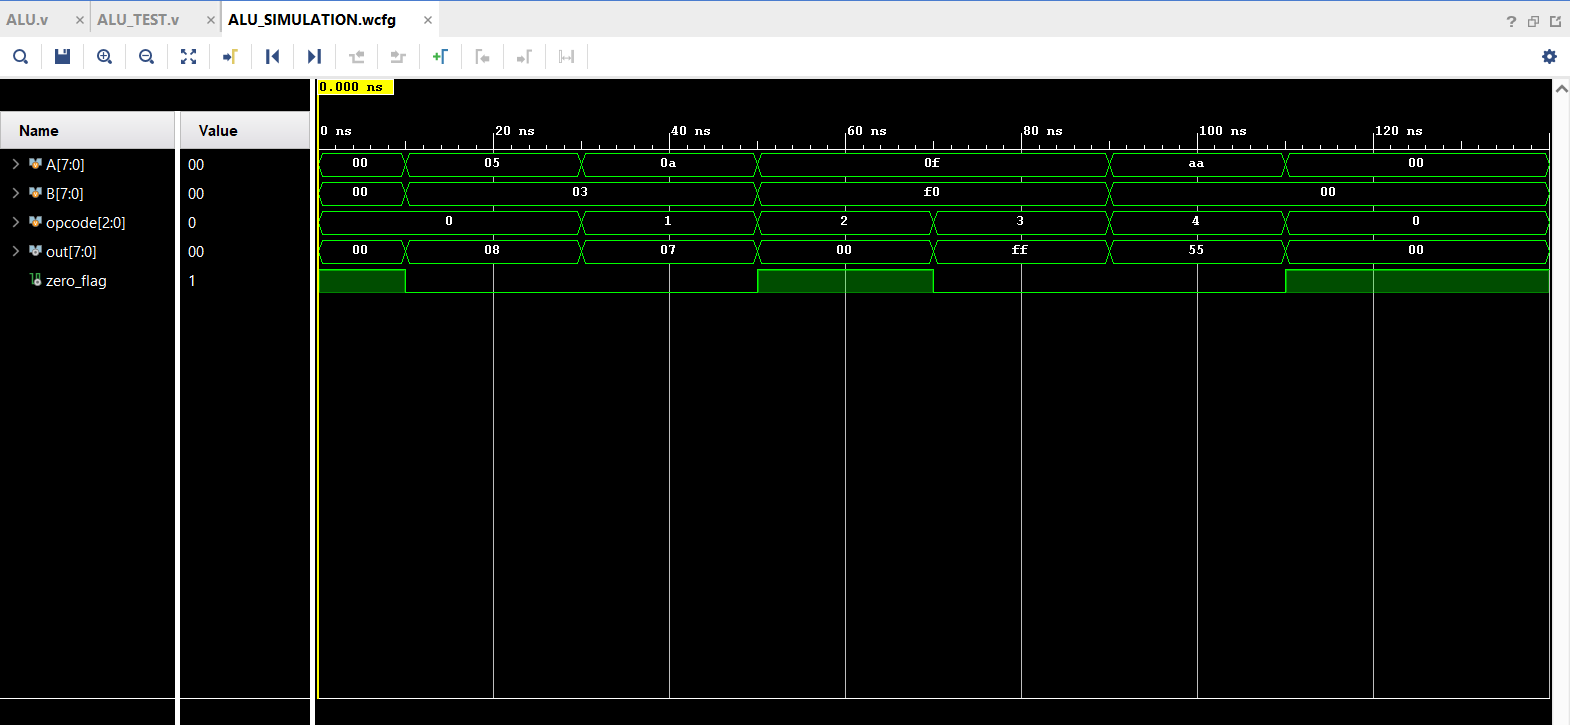 ALU.v × ALU_TEST.v × ALU_SIMULATION.wcfg ×
?
0.000 ns
Name Value
0 ns 20 ns 40 ns 60 ns 80 ns 100 ns 120 ns
A[7:0] 00 00 05 0a 0f aa 00
B[7:0] 00 00 03 f0 00
opcode[2:0] 0 0 1 2 3 4 0
out[7:0] 00 00 08 07 00 ff 55 00
zero_flag 1